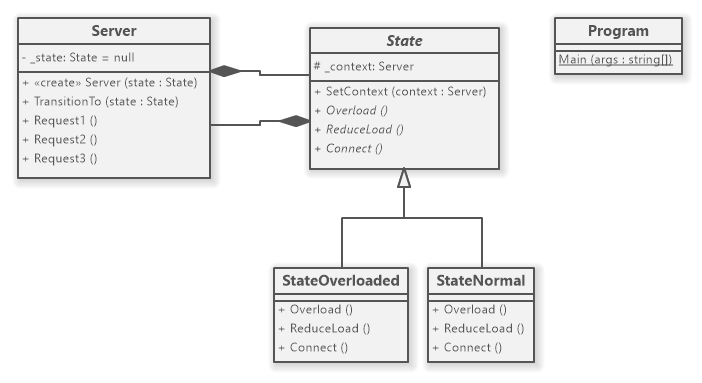 Server
- _state: State = null
+ «create» Server (state : State)
+ TransitionTo (state : State)
+ Request1 ()
+ Request2 ()
+ Request3 ()
State
# _context: Server
+ SetContext (context : Server)
+ Overload ()
+ ReduceLoad ()
+ Connect ()
Program
Main (args : string[])
StateOverloaded
+ Overload ()
+ ReduceLoad ()
+ Connect ()
StateNormal
+ Overload ()
+ ReduceLoad ()
+ Connect ()